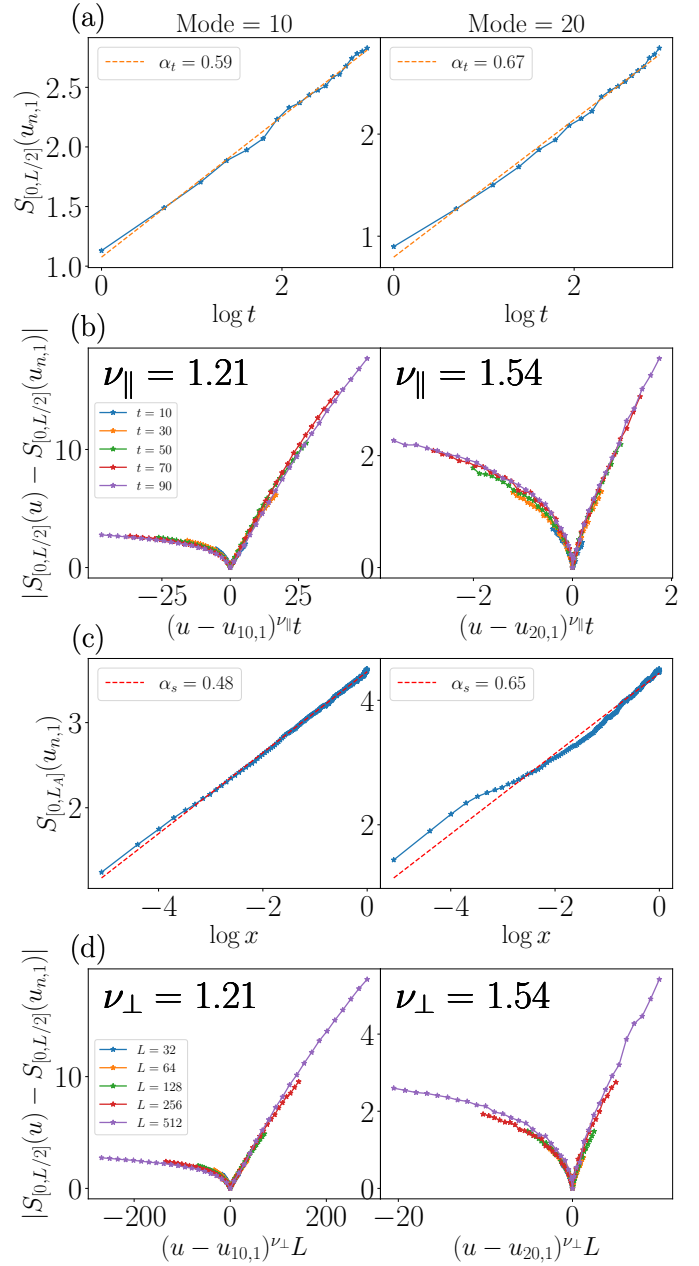 (a)
Mode = 10
Mode = 20
α_t = 0.59
α_t = 0.67
S_{[0,L/2]}(u_{n,1})
2.5
2.0
1.5
1.0
2
1
0
2
0
2
log t
log t
(b)
ν_∥ = 1.21
ν_∥ = 1.54
t = 10
t = 30
t = 50
t = 70
t = 90
|S_{[0,L/2]}(u) − S_{[0,L/2]}(u_{n,1})|
10
0
2
0
−25
0
25
−2
0
2
(u − u_{10,1})^{ν_∥} t
(u − u_{20,1})^{ν_∥} t
(c)
α_s = 0.48
α_s = 0.65
S_{[0,L_A]}(u_{n,1})
3
2
4
2
−4
−2
0
−4
−2
0
log x
log x
(d)
ν_⊥ = 1.21
ν_⊥ = 1.54
L = 32
L = 64
L = 128
L = 256
L = 512
|S_{[0,L/2]}(u) − S_{[0,L/2]}(u_{n,1})|
10
0
4
2
0
−200
0
200
−20
0
(u − u_{10,1})^{ν_⊥} L
(u − u_{20,1})^{ν_⊥} L